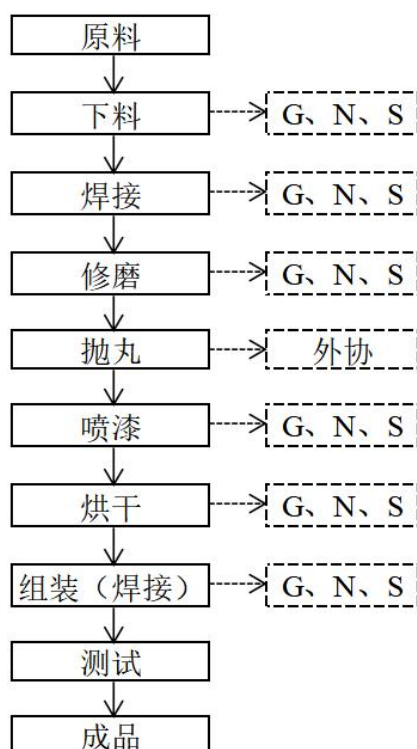 原料
下料 G、N、S
焊接 G、N、S
修磨 G、N、S
抛丸 外协
喷漆 G、N、S
烘干 G、N、S
组装（焊接） G、N、S
测试
成品